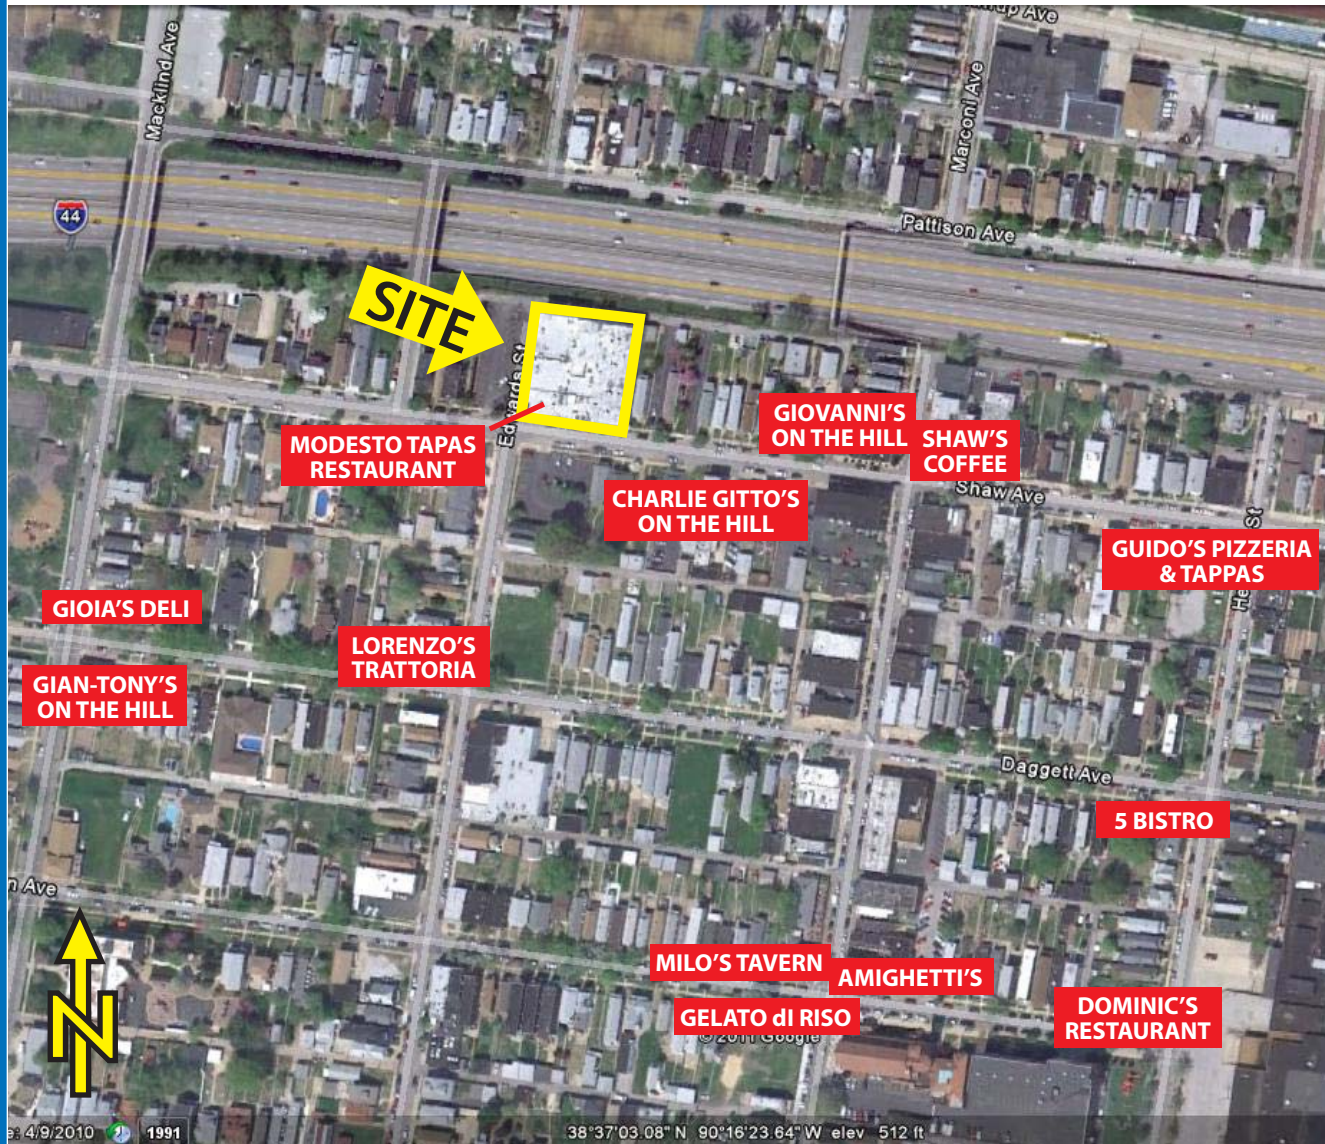 Macklind Ave
Marconi Ave
Pattison Ave
44
SITE
Edwards St
MODESTO TAPAS
RESTAURANT
GIOVANNI'S
ON THE HILL
SHAW'S
COFFEE
CHARLIE GITTO'S
ON THE HILL
Shaw Ave
GUIDO'S PIZZERIA
& TAPPAS
St
GIOIA'S DELI
LORENZO'S
TRATTORIA
GIAN-TONY'S
ON THE HILL
Daggett Ave
5 BISTRO
Ave
N
MILO'S TAVERN
AMIGHETTI'S
GELATO dI RISO
DOMINIC'S
RESTAURANT
© 2011 Google
4/9/2010
1991
38°37'03.08" N 90°16'23.64" W elev 512 ft